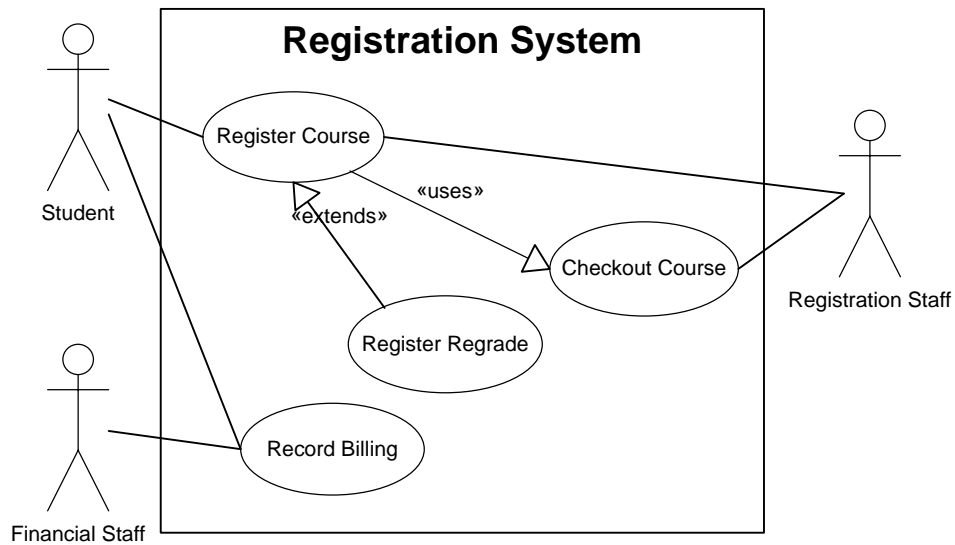 Registration System
Register Course
«uses»
«extends»
Student
Checkout Course
Registration Staff
Register Regrade
Record Billing
Financial Staff